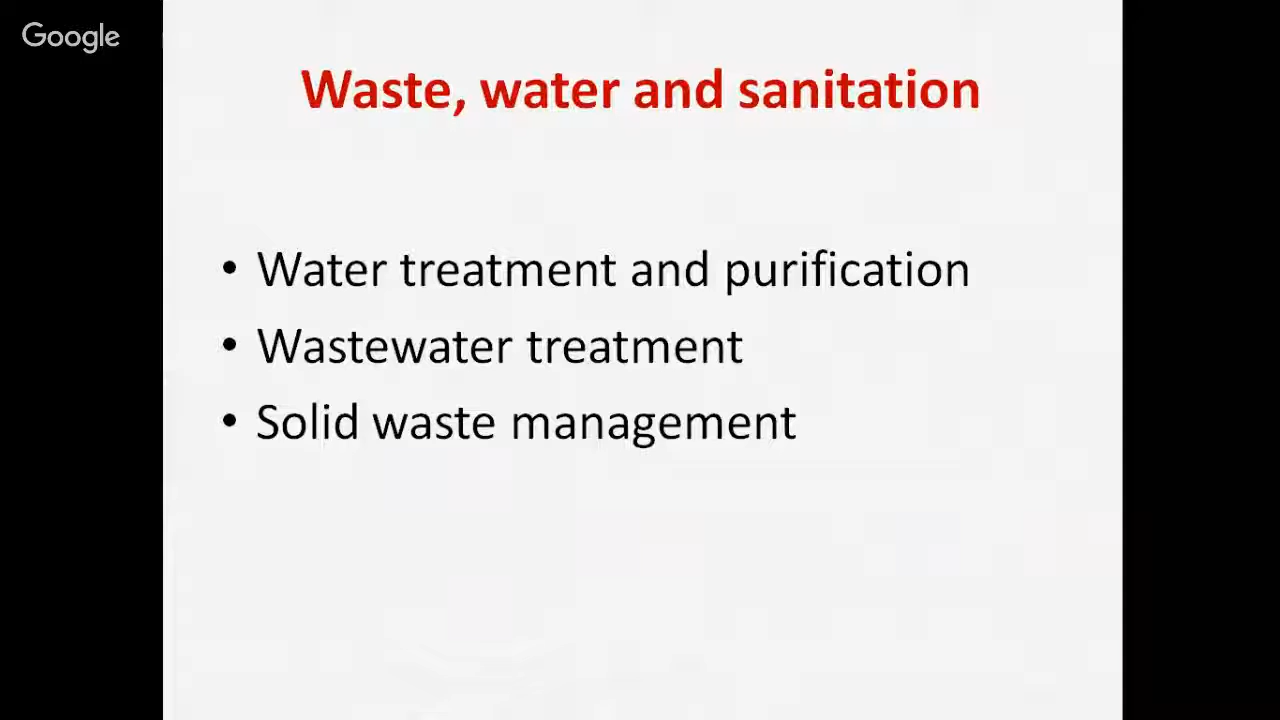 Google
Waste, water and sanitation
• Water treatment and purification
• Wastewater treatment
• Solid waste management